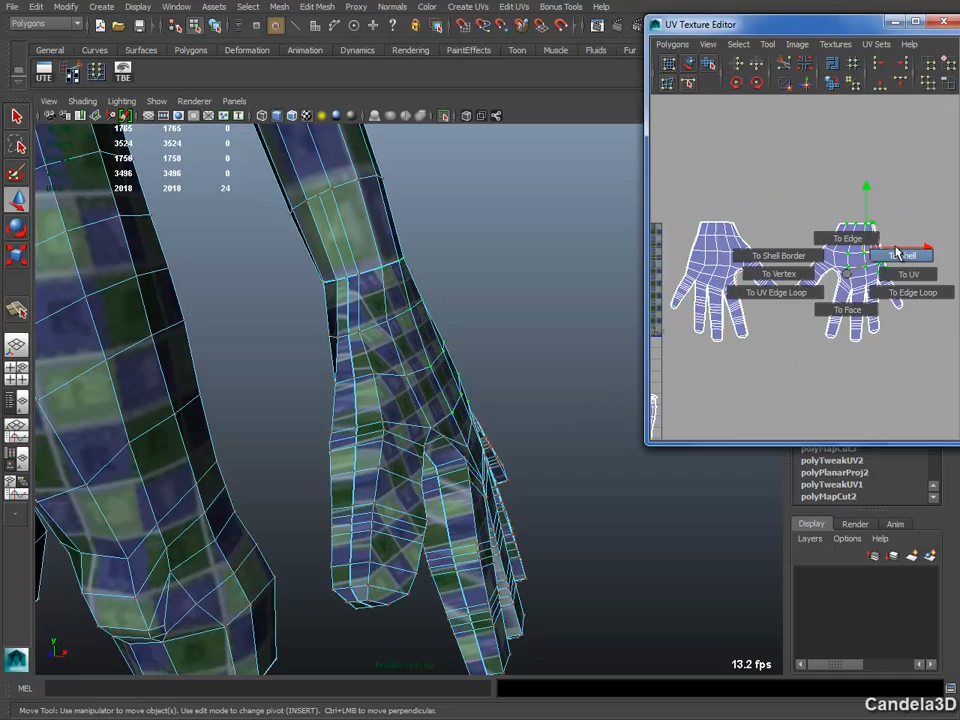 File Edit Modify Create Display Window Assets Select Mesh Edit Mesh Proxy Normals Color Create UVs Edit UVs Bonus Tools
Polygons
General Curves Surfaces Polygons Deformation Animation Dynamics Rendering PaintEffects Toon Muscle Fluids Fur
UTE TBE
View Shading Lighting Show Renderer Panels
1765 1765 0
3524 3524 0
1758 1758 0
3496 3496 0
2018 2018 24
UV Texture Editor
Polygons View Select Tool Image Textures UV Sets Help
To Edge
To Shell Border
To Vertex To UV
To UV Edge Loop To Edge Loop
To Face
polyTweakUV2
polyPlanarProj2
polyTweakUV1
polyMapCut2
Display Render Anim
Layers Options Help
y
x
13.2 fps
MEL
Move Tool: Use manipulator to move object(s). Use edit mode to change pivot (INSERT). Ctrl+LMB to move perpendicular.
Candela3D